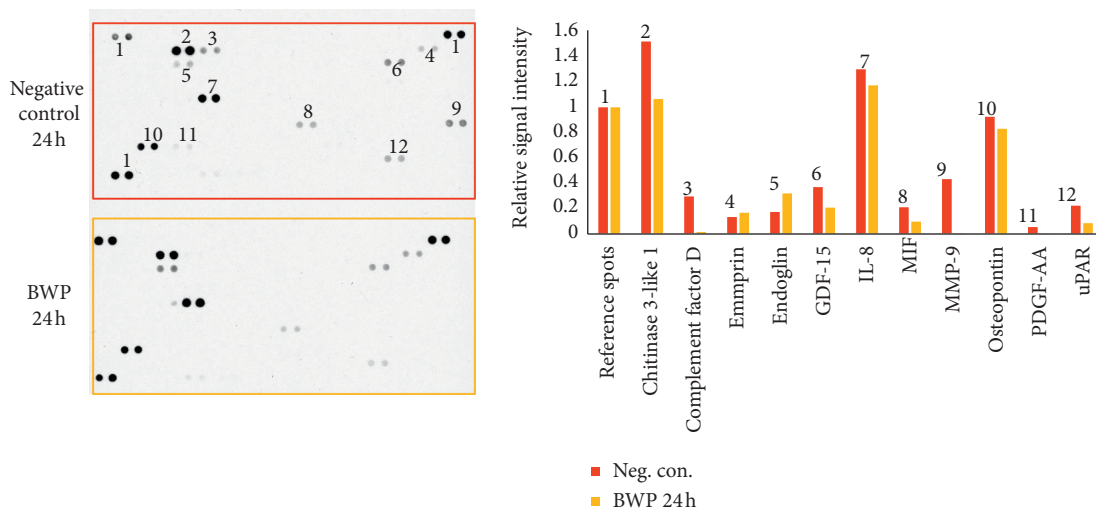 Negative
control
24h
BWP
24h
1
2
3
4
1
5
6
7
8
9
10
11
12
1
Relative signal intensity
1.6
1.4
1.2
1
0.8
0.6
0.4
0.2
0
1
2
3
4
5
6
7
8
9
10
11
12
Reference spots
Chitinase 3-like 1
Complement factor D
Emmprin
Endoglin
GDF-15
IL-8
MIF
MMP-9
Osteopontin
PDGF-AA
uPAR
Neg. con.
BWP 24h